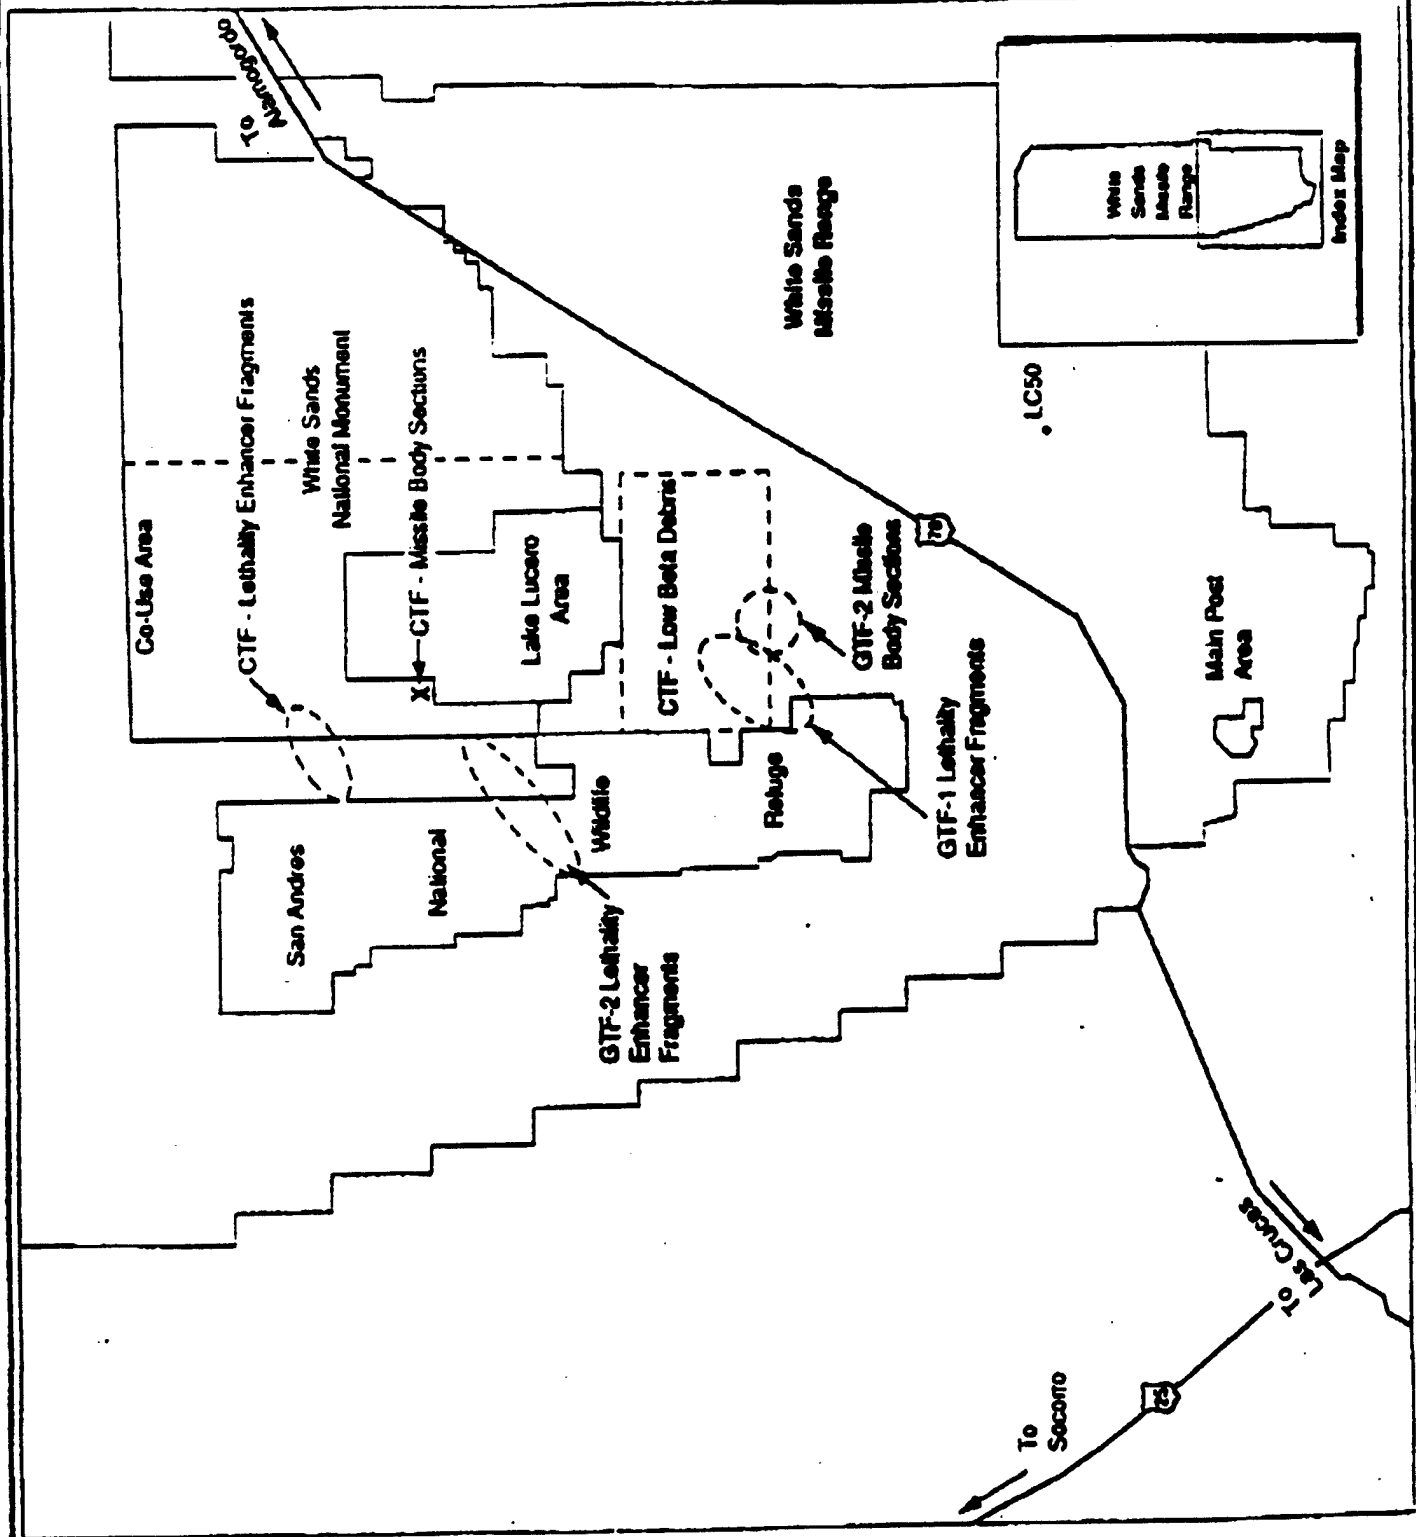 To
Alamogordo
Co-Use Area
CTF - Lethality Enhancer Fragments
White Sands
National Monument
CTF - Missile Body Sections
X
Lake Lucero
Area
CTF - Low Beta Debris
X
White Sands
Missile Range
GTF-2 Missile
Body Sections
70
LC50
San Andres
National
Wildlife
Refuge
GTF-2 Lethality
Enhancer
Fragments
GTF-1 Lethality
Enhancer Fragments
Main Post
Area
To
Las Cruces
25
To
Socorro
White
Sands
Missile
Range
Index Map